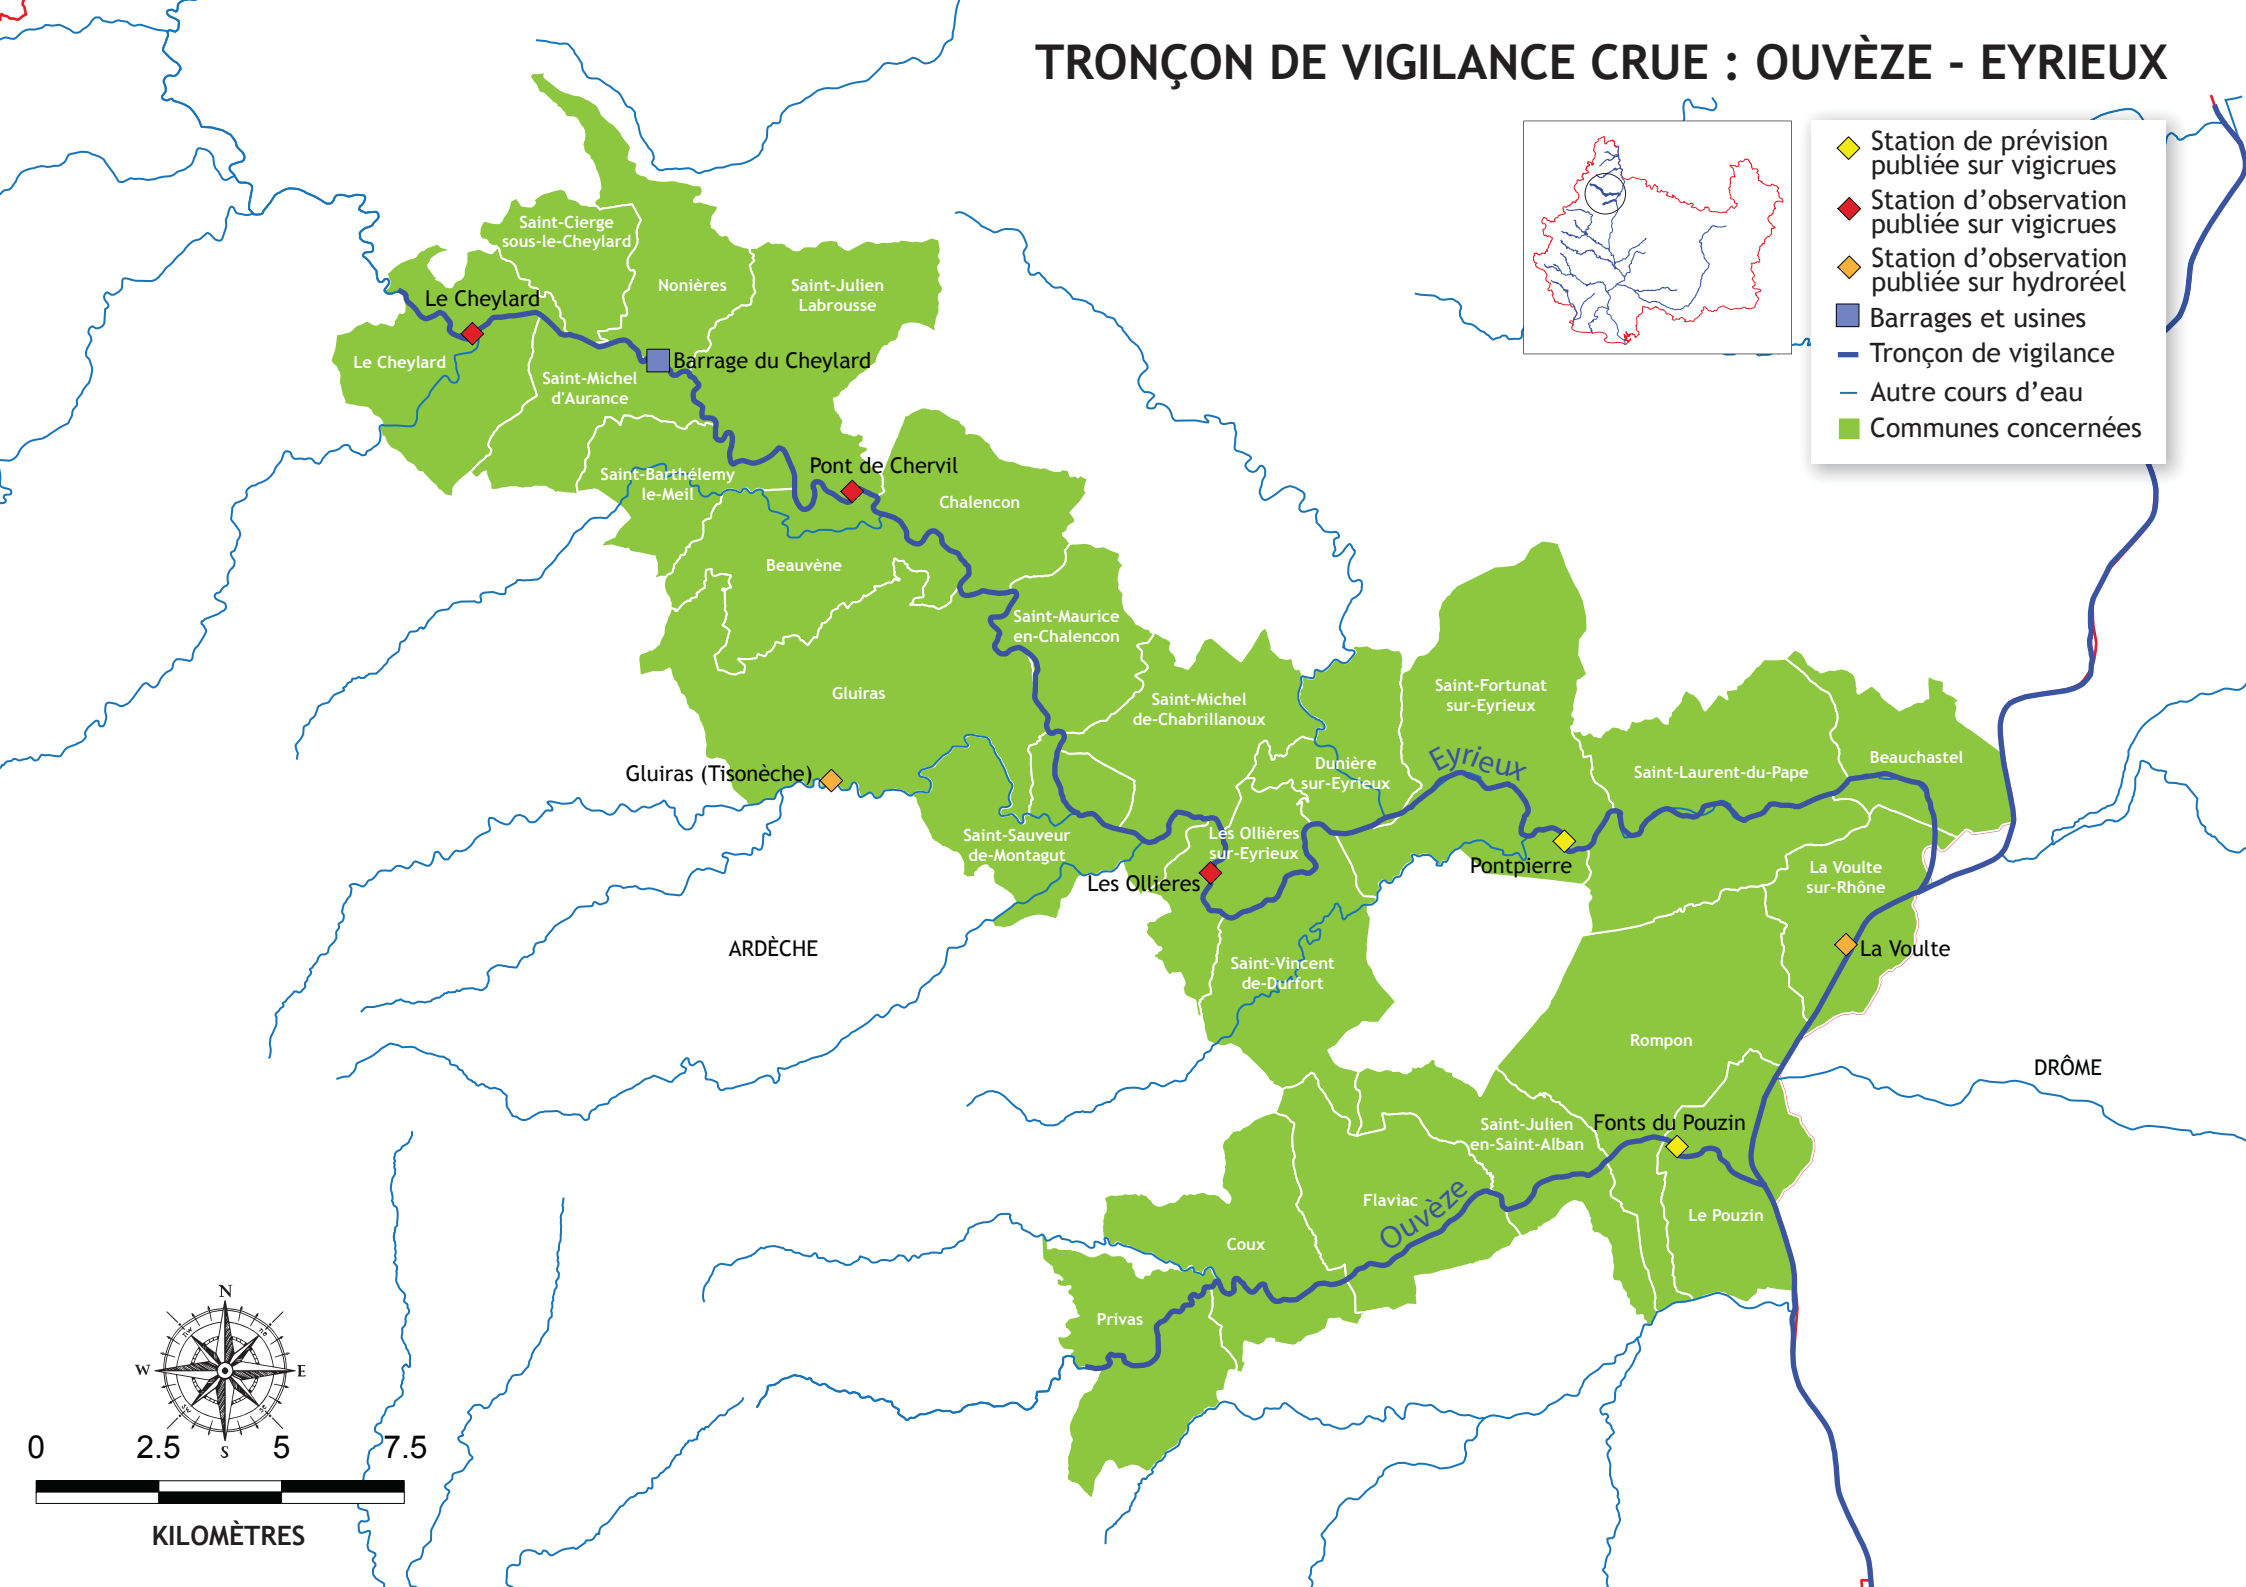 TRONÇON DE VIGILANCE CRUE : OUVÈZE - EYRIEUX
Station de prévision
publiée sur vigicrues
Station d’observation
publiée sur vigicrues
Station d’observation
publiée sur hydroréel
Barrages et usines
Tronçon de vigilance
Autre cours d’eau
Communes concernées
Saint-Cierge
sous-le-Cheylard
Nonières
Saint-Julien
Labrousse
Le Cheylard
Le Cheylard
Barrage du Cheylard
Saint-Michel
d'Aurance
Pont de Chervil
Saint-Barthélemy
le-Meil
Chalencon
Beauvène
Saint-Maurice
en-Chalencon
Gluiras
Saint-Michel
de-Chabrillanoux
Saint-Fortunat
sur-Eyrieux
Eyrieux
Dunière
sur-Eyrieux
Saint-Laurent-du-Pape
Beauchastel
Gluiras (Tisonèche)
Saint-Sauveur
de-Montagut
Les Ollières
sur-Eyrieux
Pontpierre
Les Ollieres
La Voulte
sur-Rhône
La Voulte
ARDÈCHE
Saint-Vincent
de-Durfort
Rompon
DRÔME
Saint-Julien
en-Saint-Alban
Fonts du Pouzin
Flaviac
Ouvèze
Le Pouzin
Coux
Privas
N
NW
NO
W
E
SW
SE
S
0 2.5 5 7.5
KILOMÈTRES